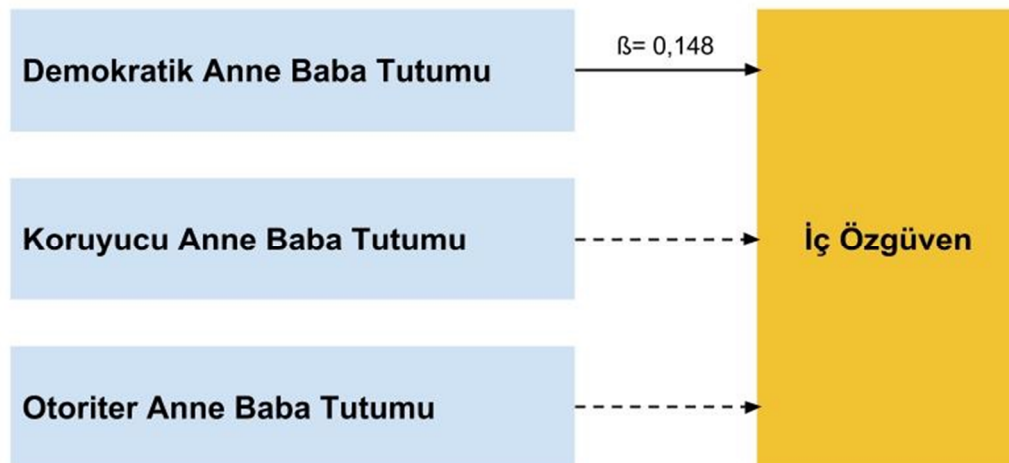 Demokratik Anne Baba Tutumu
ß= 0,148
Koruyucu Anne Baba Tutumu
İç Özgüven
Otoriter Anne Baba Tutumu